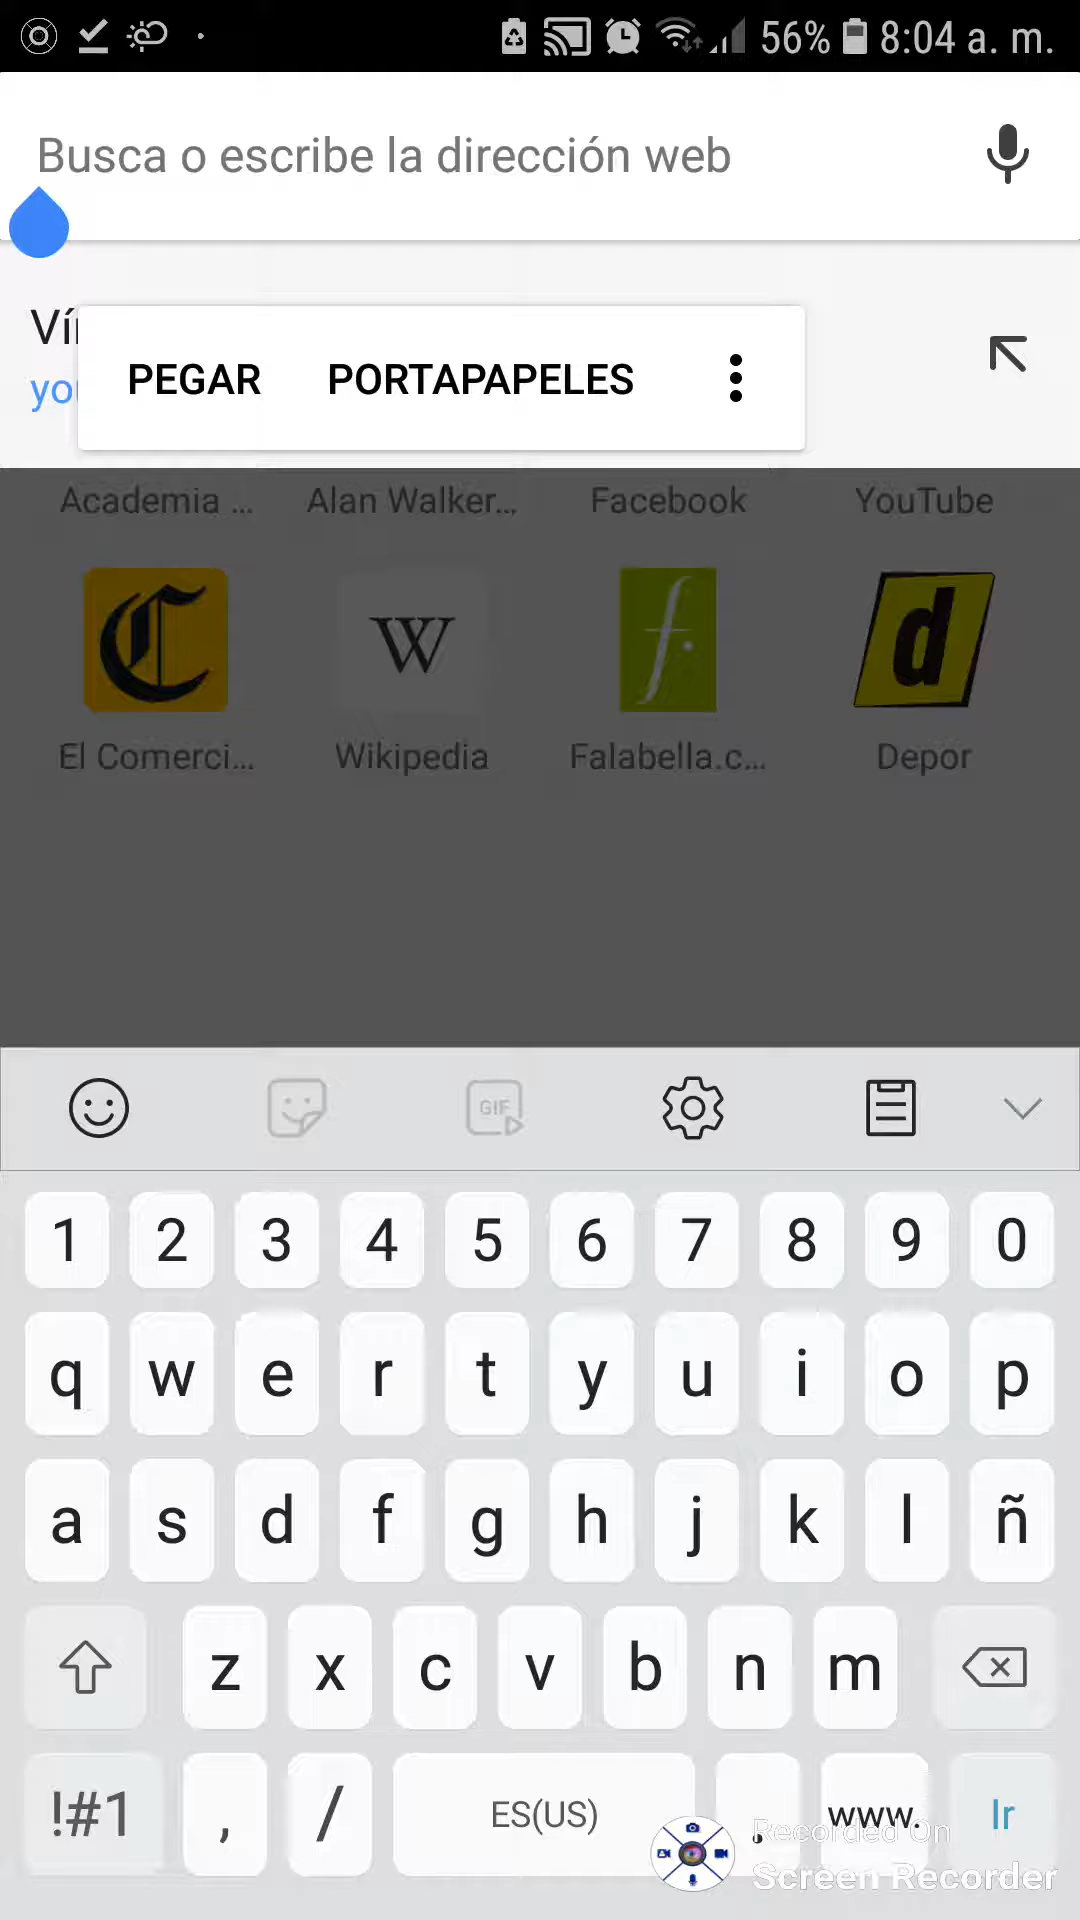 56% 8:04 a. m.
Busca o escribe la dirección web
PEGAR PORTAPAPELES
Academia ... Alan Walker... Facebook YouTube
C W f d
El Comerci... Wikipedia Falabella.c... Depor
GIF
1 2 3 4 5 6 7 8 9 0
q w e r t y u i o p
a s d f g h j k l ñ
z x c v b n m
!#1 , / ES(US) . www. Ir
Recorded On
Screen Recorder